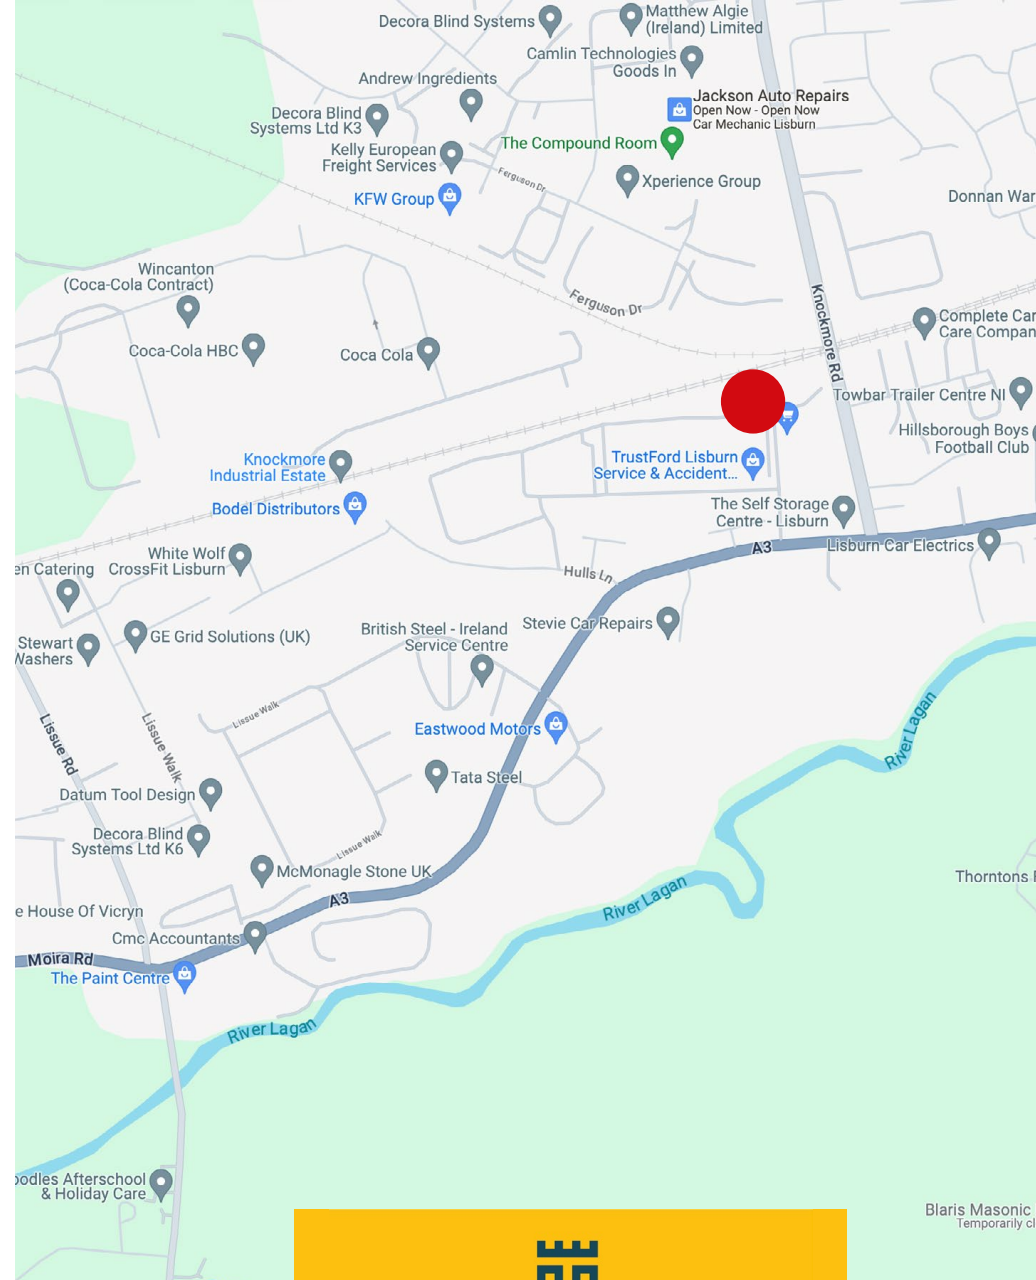 Decora Blind Systems
Matthew Algie
(Ireland) Limited
Camlin Technologies
Goods In
Andrew Ingredients
Jackson Auto Repairs
Open Now - Open Now
Car Mechanic Lisburn
Decora Blind
Systems Ltd K3
The Compound Room
Kelly European
Freight Services
Ferguson Dr
Xperience Group
KFW Group
Donnan War
Wincanton
(Coca-Cola Contract)
Ferguson Dr
Knockmore Rd
Complete Car
Care Compan
Coca-Cola HBC
Coca Cola
Towbar Trailer Centre NI
Hillsborough Boys
Football Club
Knockmore
Industrial Estate
TrustFord Lisburn
Service & Accident...
Bodel Distributors
The Self Storage
Centre - Lisburn
A3
Lisburn Car Electrics
White Wolf
CrossFit Lisburn
en Catering
Hulls Ln
Stewart
Washers
GE Grid Solutions (UK)
British Steel - Ireland
Service Centre
Stevie Car Repairs
Lissue Rd
Lissue Walk
Lissue Walk
Eastwood Motors
River Lagan
Tata Steel
Datum Tool Design
Decora Blind
Systems Ltd K6
Lissue Walk
McMonagle Stone UK
Thorntons
A3
River Lagan
e House Of Vicryn
Cmc Accountants
Moira Rd
The Paint Centre
River Lagan
oodles Afterschool
& Holiday Care
Blaris Masonic
Temporarily cl